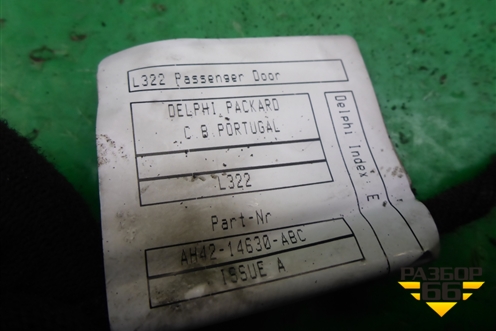 L322 Passenger Door
DELPHI PACKARD
C B PORTUGAL
L322
Part-Nr
AH42-14630-ABC
ISSUE A
Delphi Index: E
РАЗБОР
66